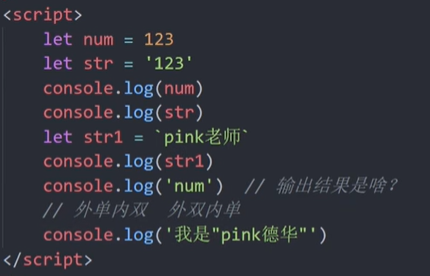 <script>
let num = 123
let str = '123'
console.log(num)
console.log(str)
let str1 = `pink老师`
console.log(str1)
console.log('num')  // 输出结果是啥？
// 外单内双  外双内单
console.log('我是"pink德华"')
</script>